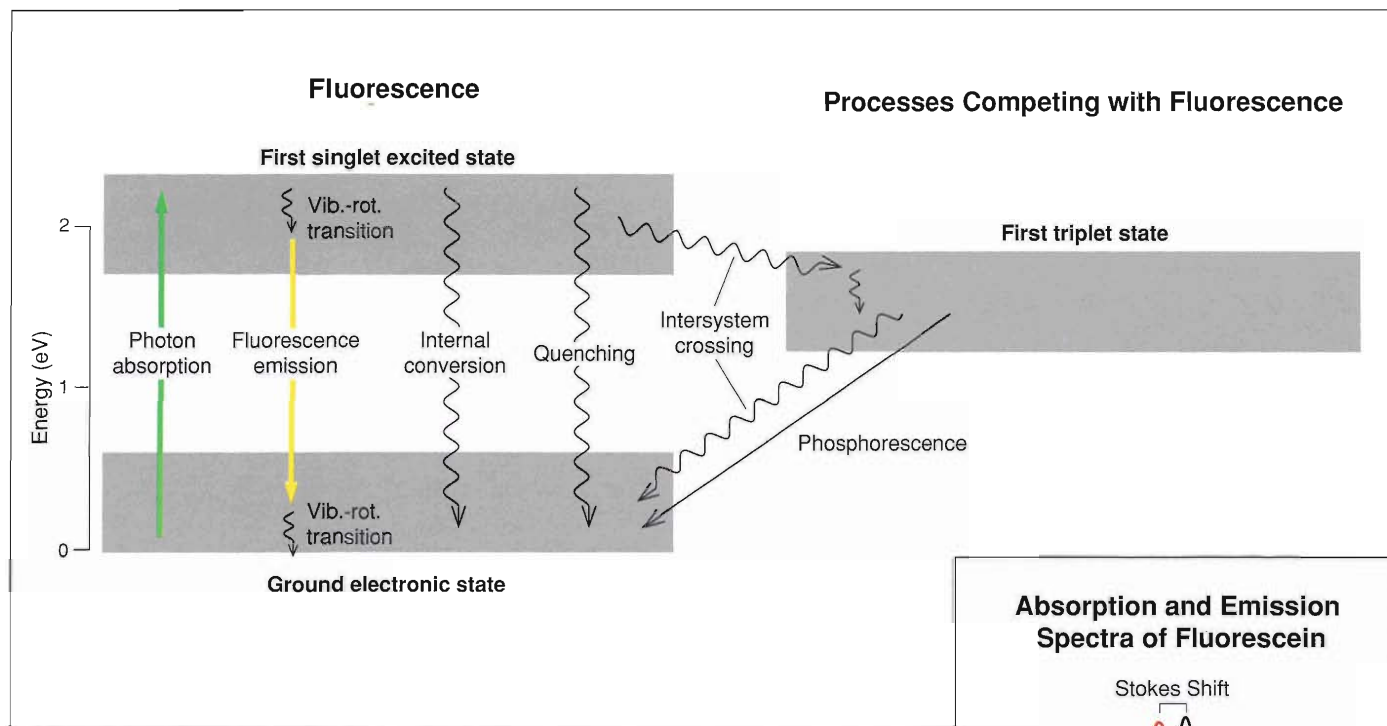 Fluorescence
Processes Competing with Fluorescence
First singlet excited state
Vib.-rot.
transition
2
First triplet state
Photon
absorption
Fluorescence
emission
Internal
conversion
Quenching
Intersystem
crossing
Energy (eV)
1
Phosphorescence
Vib.-rot.
transition
0
Ground electronic state
Absorption and Emission
Spectra of Fluorescein
Stokes Shift